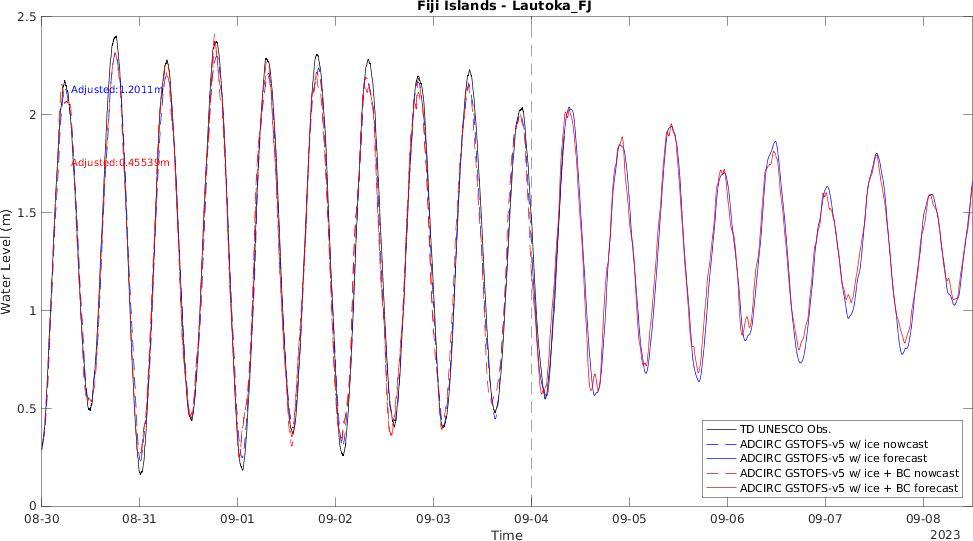 Fiji Islands - Lautoka_FJ
2.5
2
1.5
1
0.5
0
Water Level (m)
Adjusted:1.2011m
Adjusted:0.45539m
TD UNESCO Obs.
ADCIRC GSTOFS-v5 w/ ice nowcast
ADCIRC GSTOFS-v5 w/ ice forecast
ADCIRC GSTOFS-v5 w/ ice + BC nowcast
ADCIRC GSTOFS-v5 w/ ice + BC forecast
08-30 08-31 09-01 09-02 09-03 09-04 09-05 09-06 09-07 09-08
Time
2023